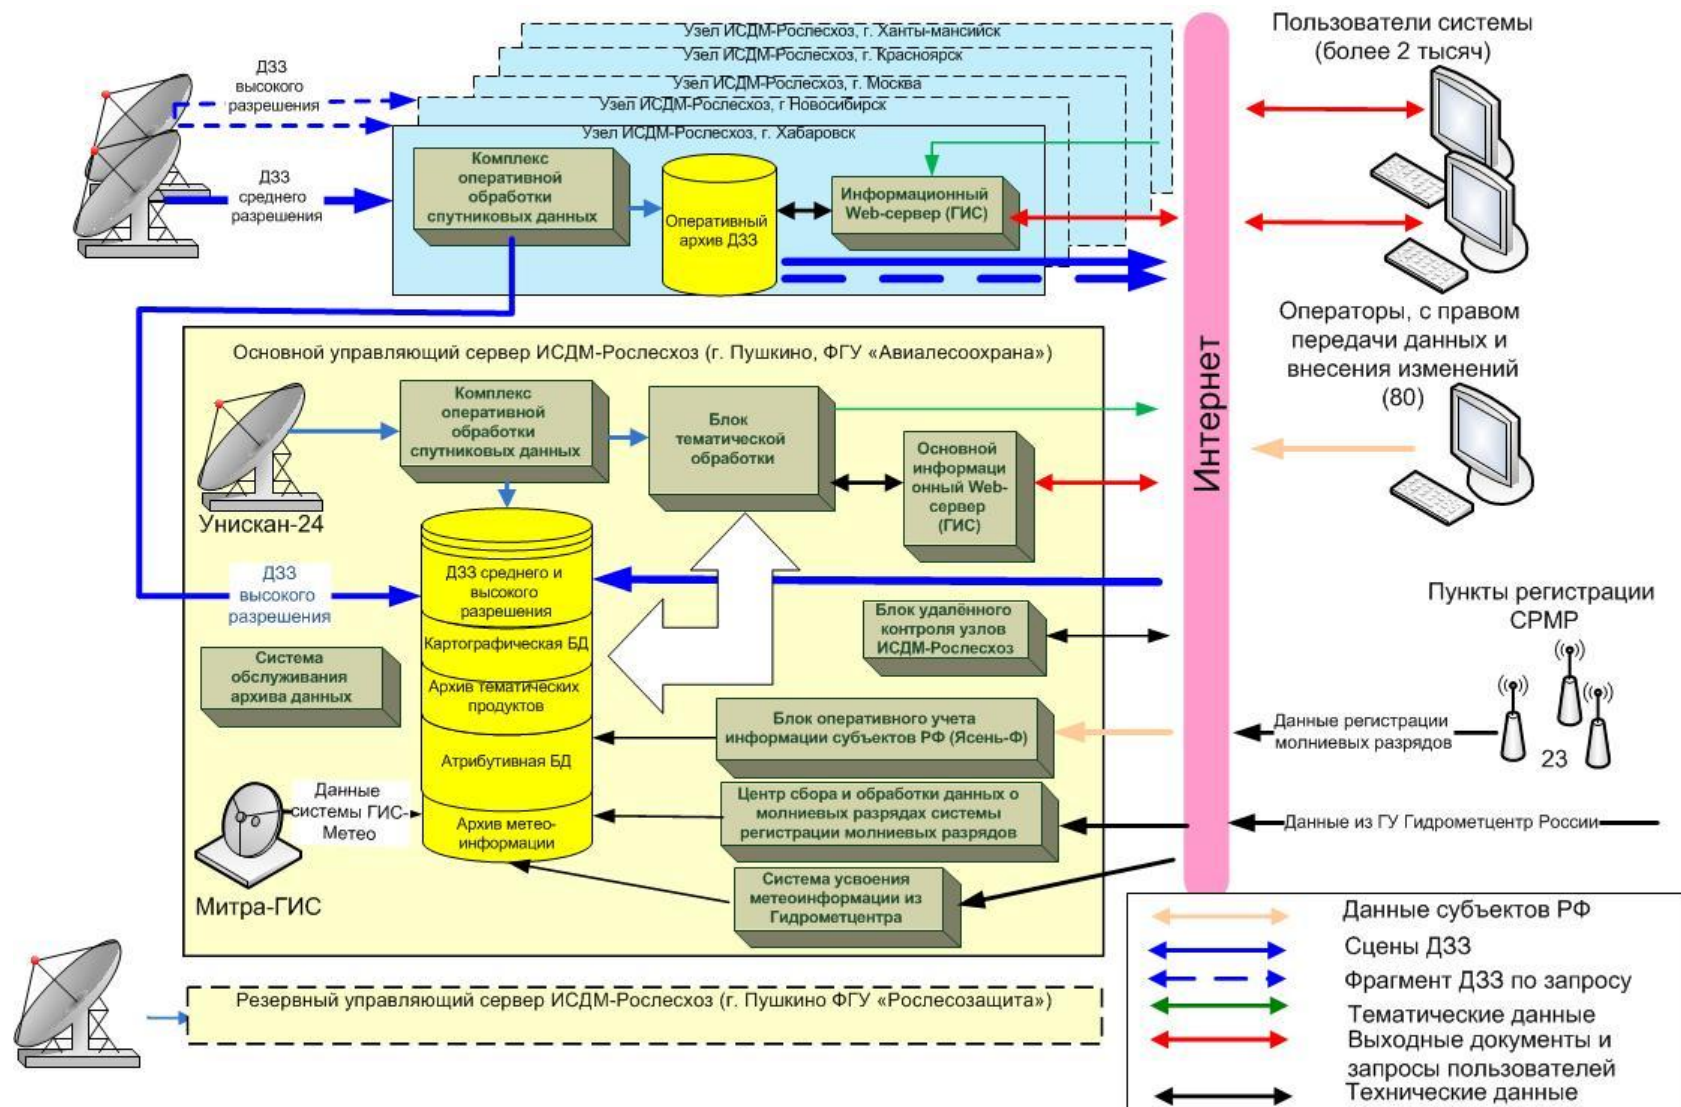 Узел ИСДМ-Рослесхоз, г. Ханты-мансийск
Узел ИСДМ-Рослесхоз, г. Красноярск
Узел ИСДМ-Рослесхоз, г. Москва
Узел ИСДМ-Рослесхоз, г Новосибирск
Узел ИСДМ-Рослесхоз, г. Хабаровск
ДЗЗ
высокого
разрешения
ДЗЗ
среднего
разрешения
Комплекс
оперативной
обработки
спутниковых данных
Оперативный
архив ДЗЗ
Информационный
Web-сервер (ГИС)
Пользователи системы
(более 2 тысяч)
Операторы, с правом
передачи данных и
внесения изменений
(80)
Интернет
Основной управляющий сервер ИСДМ-Рослесхоз (г. Пушкино, ФГУ «Авиалесоохрана»)
Унискан-24
Комплекс
оперативной
обработки
спутниковых данных
Блок
тематической
обработки
Основной
информаци
онный Web-
сервер
(ГИС)
ДЗЗ
высокого
разрешения
ДЗЗ среднего и
высокого
разрешения
Картографическая БД
Архив тематических
продуктов
Атрибутивная БД
Архив метео-
информации
Система
обслуживания
архива данных
Блок удалённого
контроля узлов
ИСДМ-Рослесхоз
Блок оперативного учета
информации субъектов РФ (Ясень-Ф)
Центр сбора и обработки данных о
молниевых разрядах системы
регистрации молниевых разрядов
Система усвоения
метеоинформации из
Гидрометцентра
Данные
системы ГИС-
Метео
Митра-ГИС
Пункты регистрации
СРМР
23
Данные регистрации
молниевых разрядов
Данные из ГУ Гидрометцентр России
Резервный управляющий сервер ИСДМ-Рослесхоз (г. Пушкино ФГУ «Рослесозащита»)
Данные субъектов РФ
Сцены ДЗЗ
Фрагмент ДЗЗ по запросу
Тематические данные
Выходные документы и
запросы пользователей
Технические данные